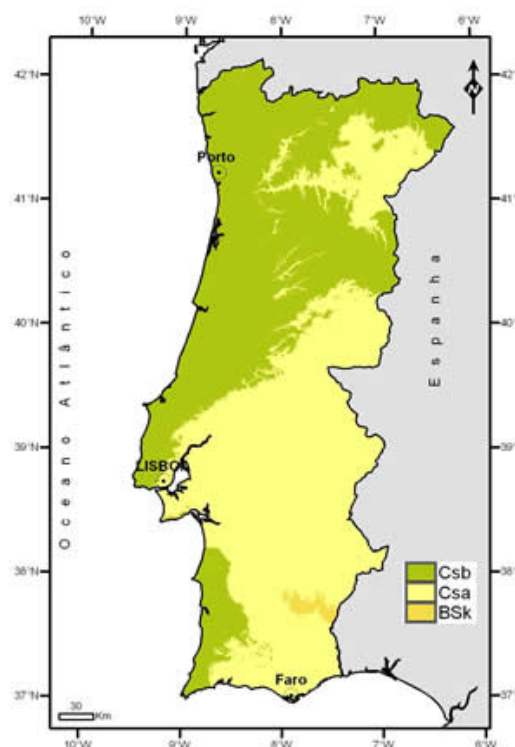 10°W 9°W 8°W 7°W 6°W
42°N 42°N
Porto
41°N 41°N
Oceano Atlântico
Espanha
40°N 40°N
39°N 39°N
LISBOA
38°N 38°N
Csb
Csa
BSk
37°N 37°N
Faro
30
Km
10°W 9°W 8°W 7°W 6°W
N